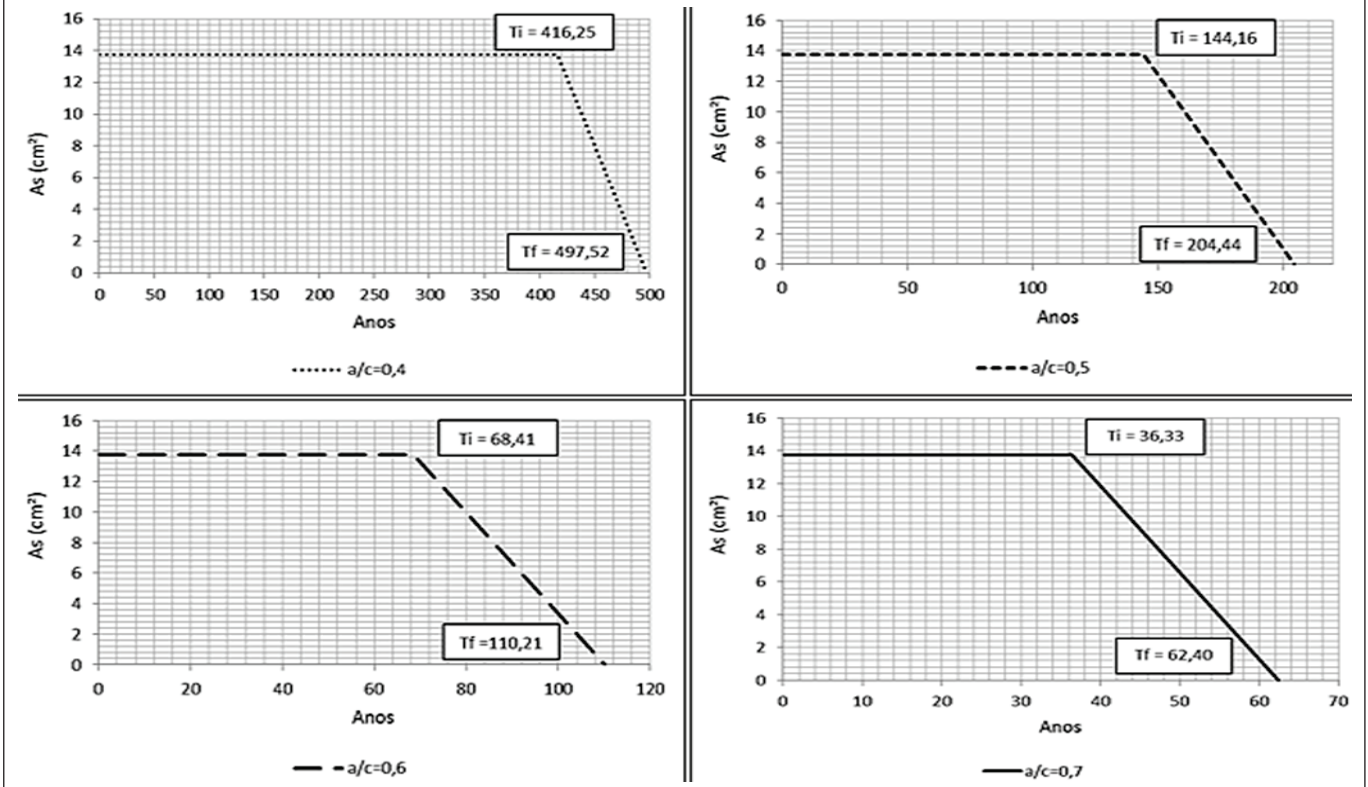 16
14
12
10
8
6
4
2
0
As (cm²)
Ti = 416,25
Tf = 497,52
0 50 100 150 200 250 300 350 400 450 500
Anos
a/c=0,4
16
14
12
10
8
6
4
2
0
As (cm²)
Ti = 144,16
Tf = 204,44
0 50 100 150 200
Anos
a/c=0,5
16
14
12
10
8
6
4
2
0
As (cm²)
Ti = 68,41
Tf =110,21
0 20 40 60 80 100 120
Anos
a/c=0,6
16
14
12
10
8
6
4
2
0
As (cm²)
Ti = 36,33
Tf = 62,40
0 10 20 30 40 50 60 70
Anos
a/c=0,7